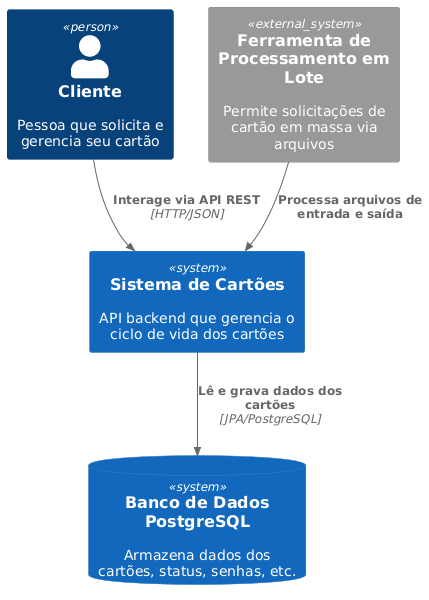 «person»
Cliente
Pessoa que solicita e
gerencia seu cartão
«external_system»
Ferramenta de
Processamento em
Lote
Permite solicitações de
cartão em massa via
arquivos
Interage via API REST
[HTTP/JSON]
Processa arquivos de
entrada e saída
«system»
Sistema de Cartões
API backend que gerencia o
ciclo de vida dos cartões
Lê e grava dados dos
cartões
[JPA/PostgreSQL]
«system»
Banco de Dados
PostgreSQL
Armazena dados dos
cartões, status, senhas, etc.